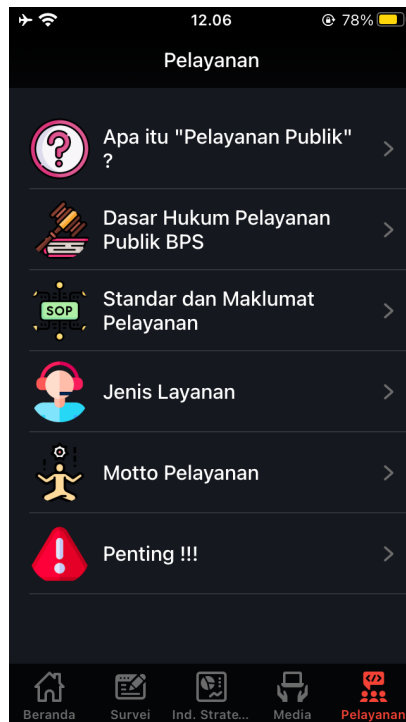 12.06
78%
Pelayanan
Apa itu "Pelayanan Publik"
?
Dasar Hukum Pelayanan
Publik BPS
SOP
Standar dan Maklumat
Pelayanan
Jenis Layanan
Motto Pelayanan
Penting !!!
Beranda
Survei
Ind. Strate...
Media
Pelayanan